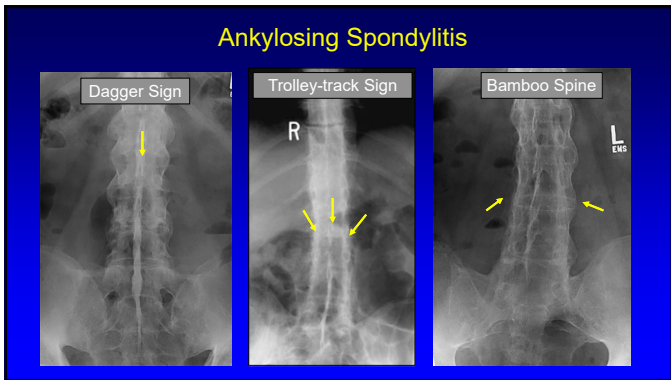 Ankylosing Spondylitis
Dagger Sign
Trolley-track Sign
Bamboo Spine
R
L
EMS